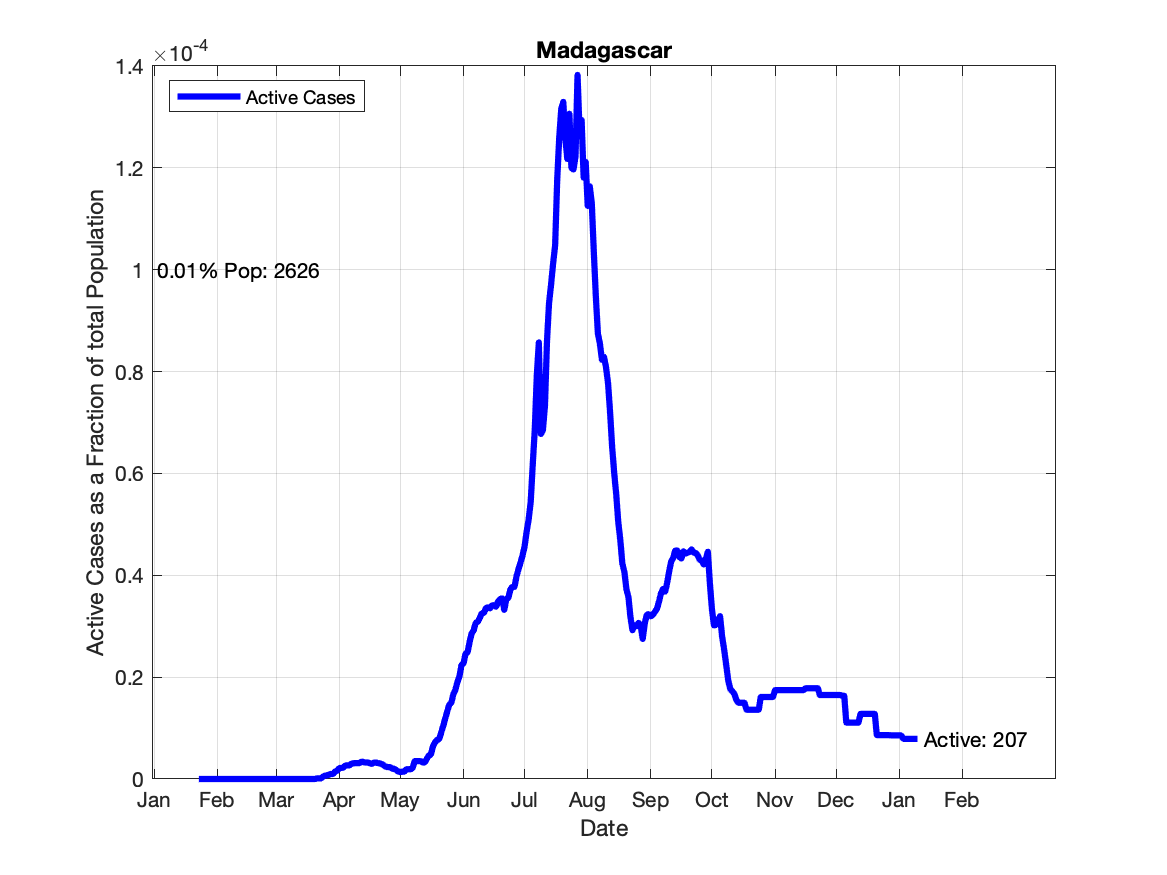 Madagascar
×10-4
Active Cases
1.4
1.2
1
0.8
0.6
0.4
0.2
0
0.01% Pop: 2626
Active: 207
Active Cases as a Fraction of total Population
Jan Feb Mar Apr May Jun Jul Aug Sep Oct Nov Dec Jan Feb
Date